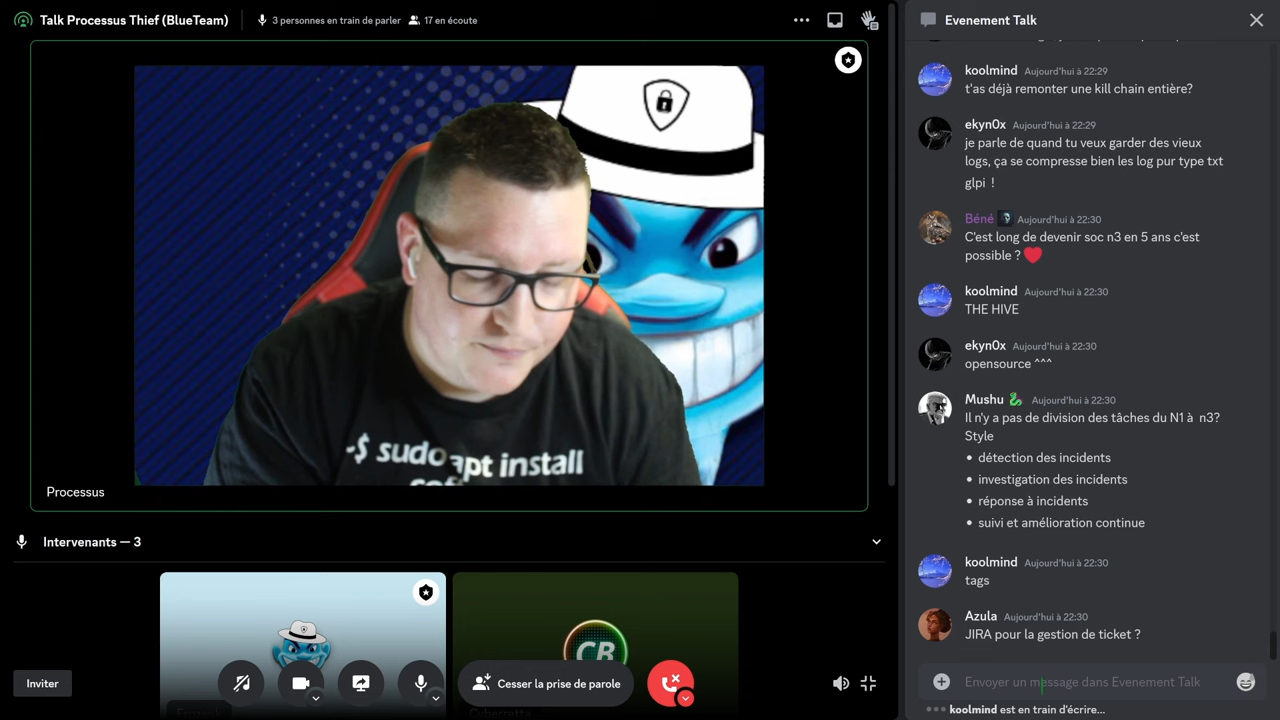 Talk Processus Thief (BlueTeam)
3 personnes en train de parler
17 en écoute
-$ sudo apt install
Processus
Intervenants — 3
CB
Inviter
Cesser la prise de parole
Evenement Talk
koolmind Aujourd'hui à 22:29
t'as déjà remonter une kill chain entière?
ekyn0x Aujourd'hui à 22:29
je parle de quand tu veux garder des vieux
logs, ça se compresse bien les log pur type txt
glpi !
Béné Aujourd'hui à 22:30
C'est long de devenir soc n3 en 5 ans c'est
possible ? ❤️
koolmind Aujourd'hui à 22:30
THE HIVE
ekyn0x Aujourd'hui à 22:30
opensource ^^^
Mushu 🐍 Aujourd'hui à 22:30
Il n'y a pas de division des tâches du N1 à n3?
Style
• détection des incidents
• investigation des incidents
• réponse à incidents
• suivi et amélioration continue
koolmind Aujourd'hui à 22:30
tags
Azula Aujourd'hui à 22:30
JIRA pour la gestion de ticket ?
Envoyer un message dans Evenement Talk
koolmind est en train d'écrire...